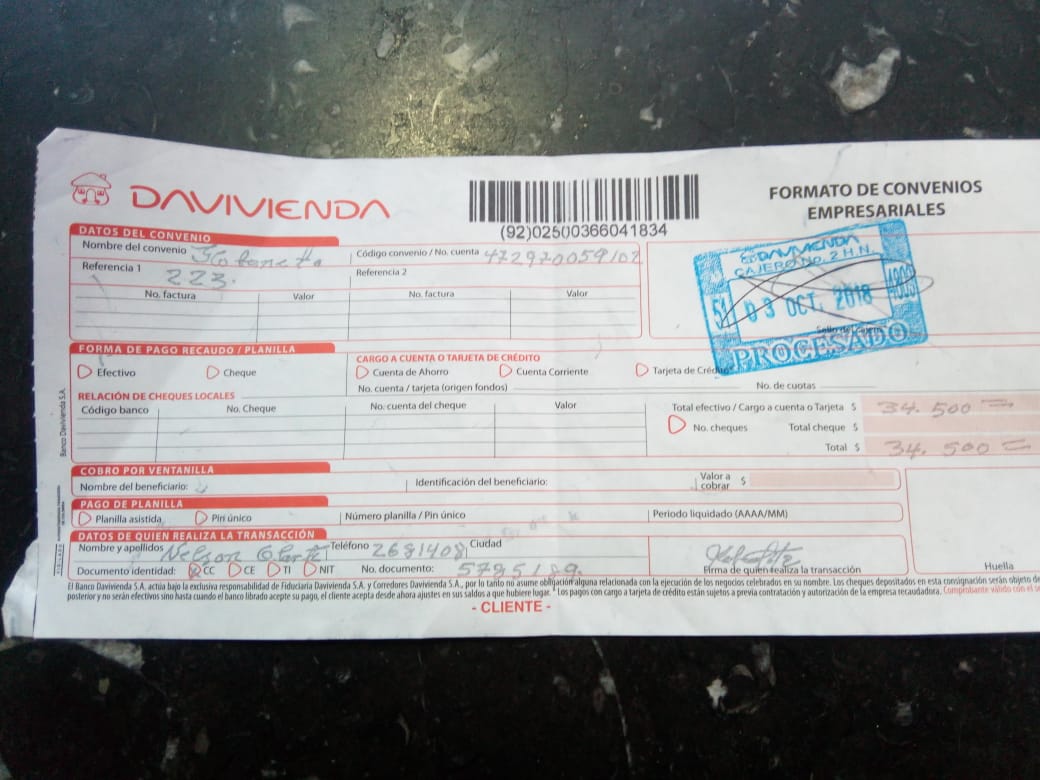 DAVIVIENDA
(92)02500366041834
FORMATO DE CONVENIOS
EMPRESARIALES
DATOS DEL CONVENIO
Nombre del convenio
Código convenio / No. cuenta 472970059102
Referencia 1 223.
Referencia 2
No. factura Valor No. factura Valor
DAVIVIENDA
CAJERO No. 2 H.N.
03 OCT. 2018
Sello del cajero
PROCESADO
FORMA DE PAGO RECAUDO / PLANILLA
Efectivo Cheque
CARGO A CUENTA O TARJETA DE CRÉDITO
Cuenta de Ahorro Cuenta Corriente Tarjeta de Crédito
No. cuenta / tarjeta (origen fondos) No. de cuotas
RELACIÓN DE CHEQUES LOCALES
Código banco No. Cheque No. cuenta del cheque Valor
Total efectivo / Cargo a cuenta o Tarjeta $ 34.500=
No. cheques Total cheque $
Total $ 34.500=
Banco Davivienda S.A.
COBRO POR VENTANILLA
Nombre del beneficiario: Identificación del beneficiario: Valor a cobrar $
PAGO DE PLANILLA
Planilla asistida Pin único Número planilla / Pin único Periodo liquidado (AAAA/MM)
DATOS DE QUIEN REALIZA LA TRANSACCIÓN
Nombre y apellidos Nelson Teléfono 2681408 Ciudad
Documento identidad: CC CE TI NIT No. documento: 5795189. Firma de quien realiza la transacción Huella
El Banco Davivienda S.A. actúa bajo la exclusiva responsabilidad de Fiduciaria Davivienda S.A. y Corredores Davivienda S.A., por lo tanto no asume obligación alguna relacionada con la ejecución de los negocios celebrados en su nombre. Los cheques depositados en esta consignación serán objeto de
posterior y no serán efectivos sino hasta cuando el banco librado acepte su pago, el cliente acepta desde ahora ajustes en sus saldos a que hubiere lugar. Los pagos con cargo a tarjeta de crédito están sujetos a previa contratación y autorización de la empresa recaudadora. Comprobante válido con el
- CLIENTE -